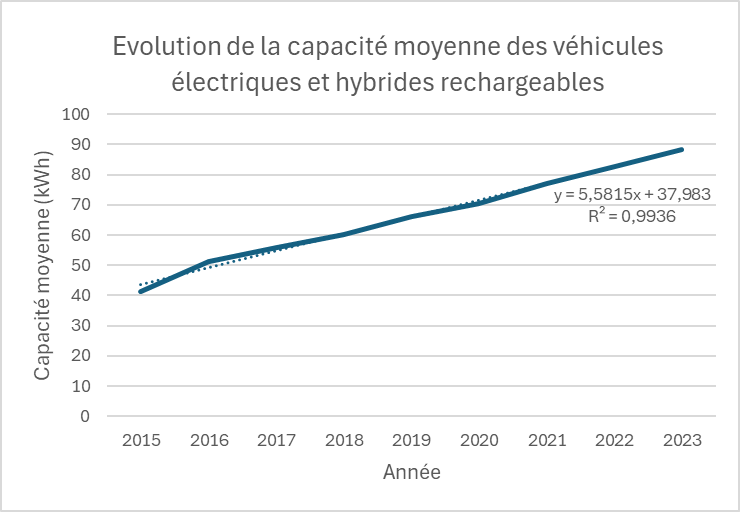 Evolution de la capacité moyenne des véhicules
électriques et hybrides rechargeables
Capacité moyenne (kWh)
100
90
80
70
60
50
40
30
20
10
0
y = 5,5815x + 37,983
R² = 0,9936
2015 2016 2017 2018 2019 2020 2021 2022 2023
Année